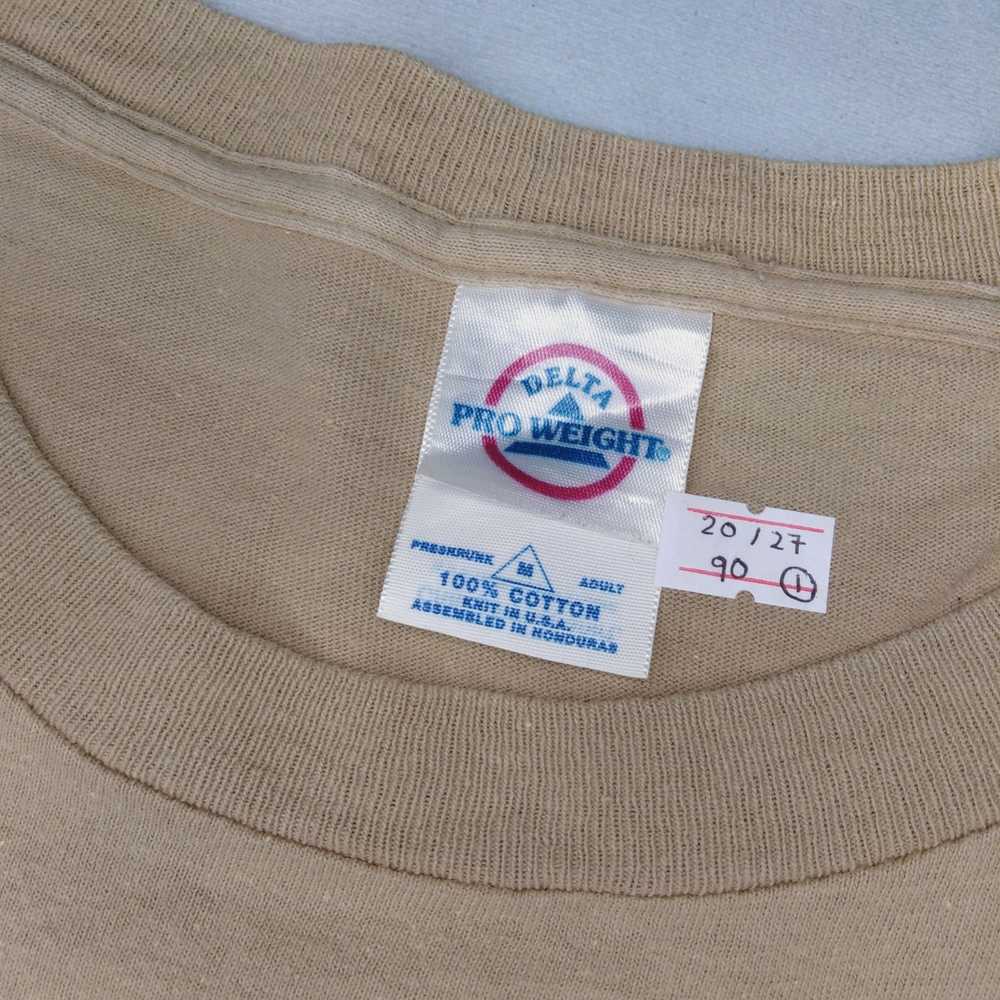 DELTA
PRO WEIGHT®
PRESHRUNK M ADULT
100% COTTON
KNIT IN U.S.A.
ASSEMBLED IN HONDURAS
20/27
90 ①